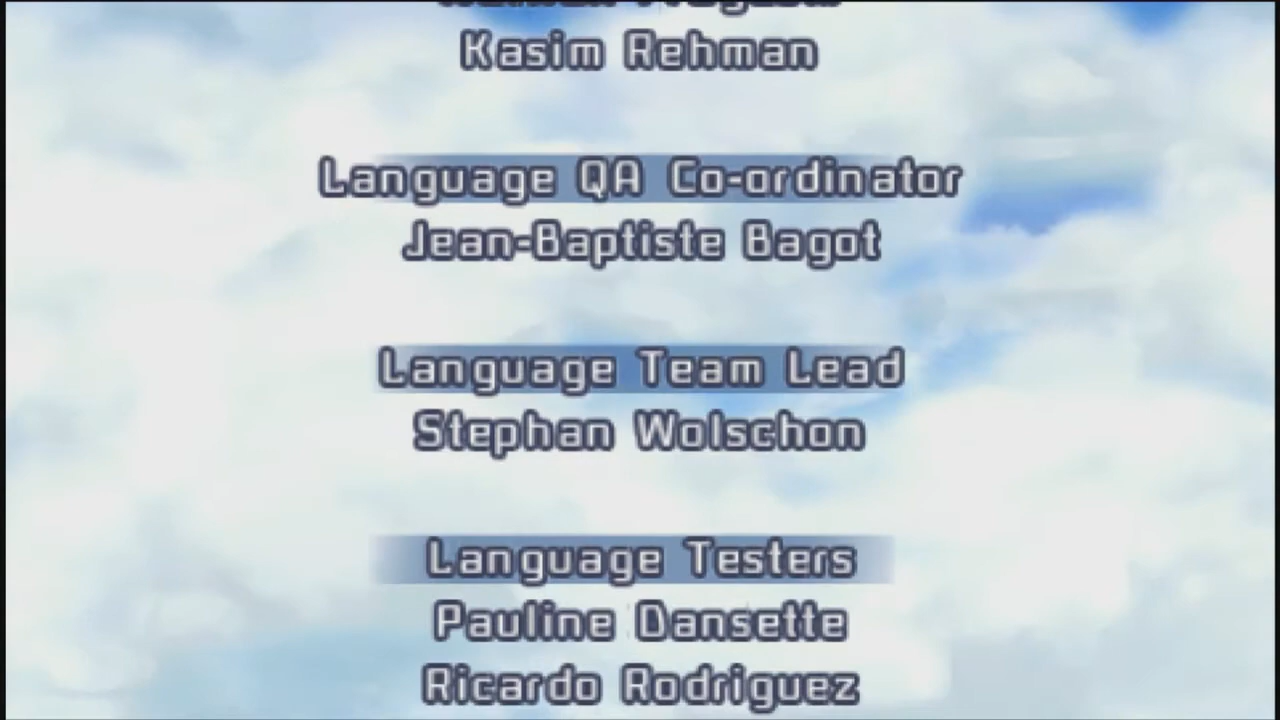 Kasim Rehman
Language QA Co-ordinator
Jean-Baptiste Bagot
Language Team Lead
Stephan Wolschon
Language Testers
Pauline Dansette
Ricardo Rodriguez